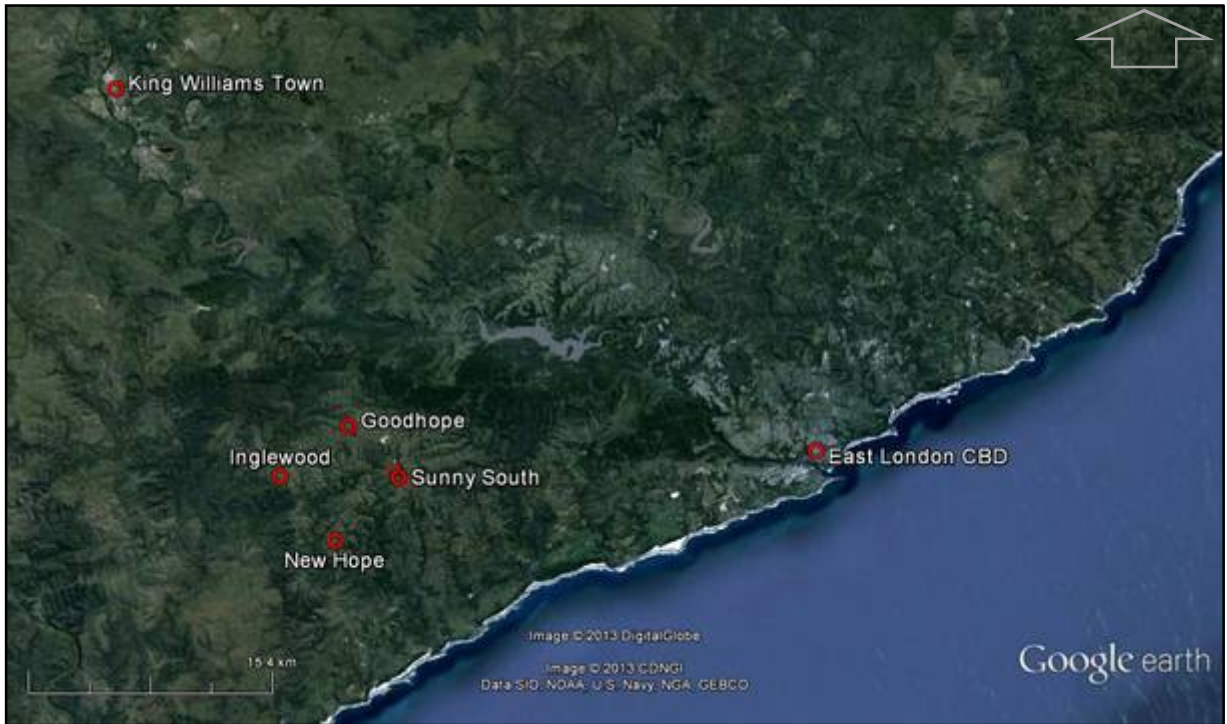 King Williams Town
Goodhope
Inglewood
Sunny South
East London CBD
New Hope
Image © 2013 DigitalGlobe
15.4 km
Image © 2013 CDNGI
Data SIO, NOAA, U.S. Navy, NGA, GEBCO
Google earth